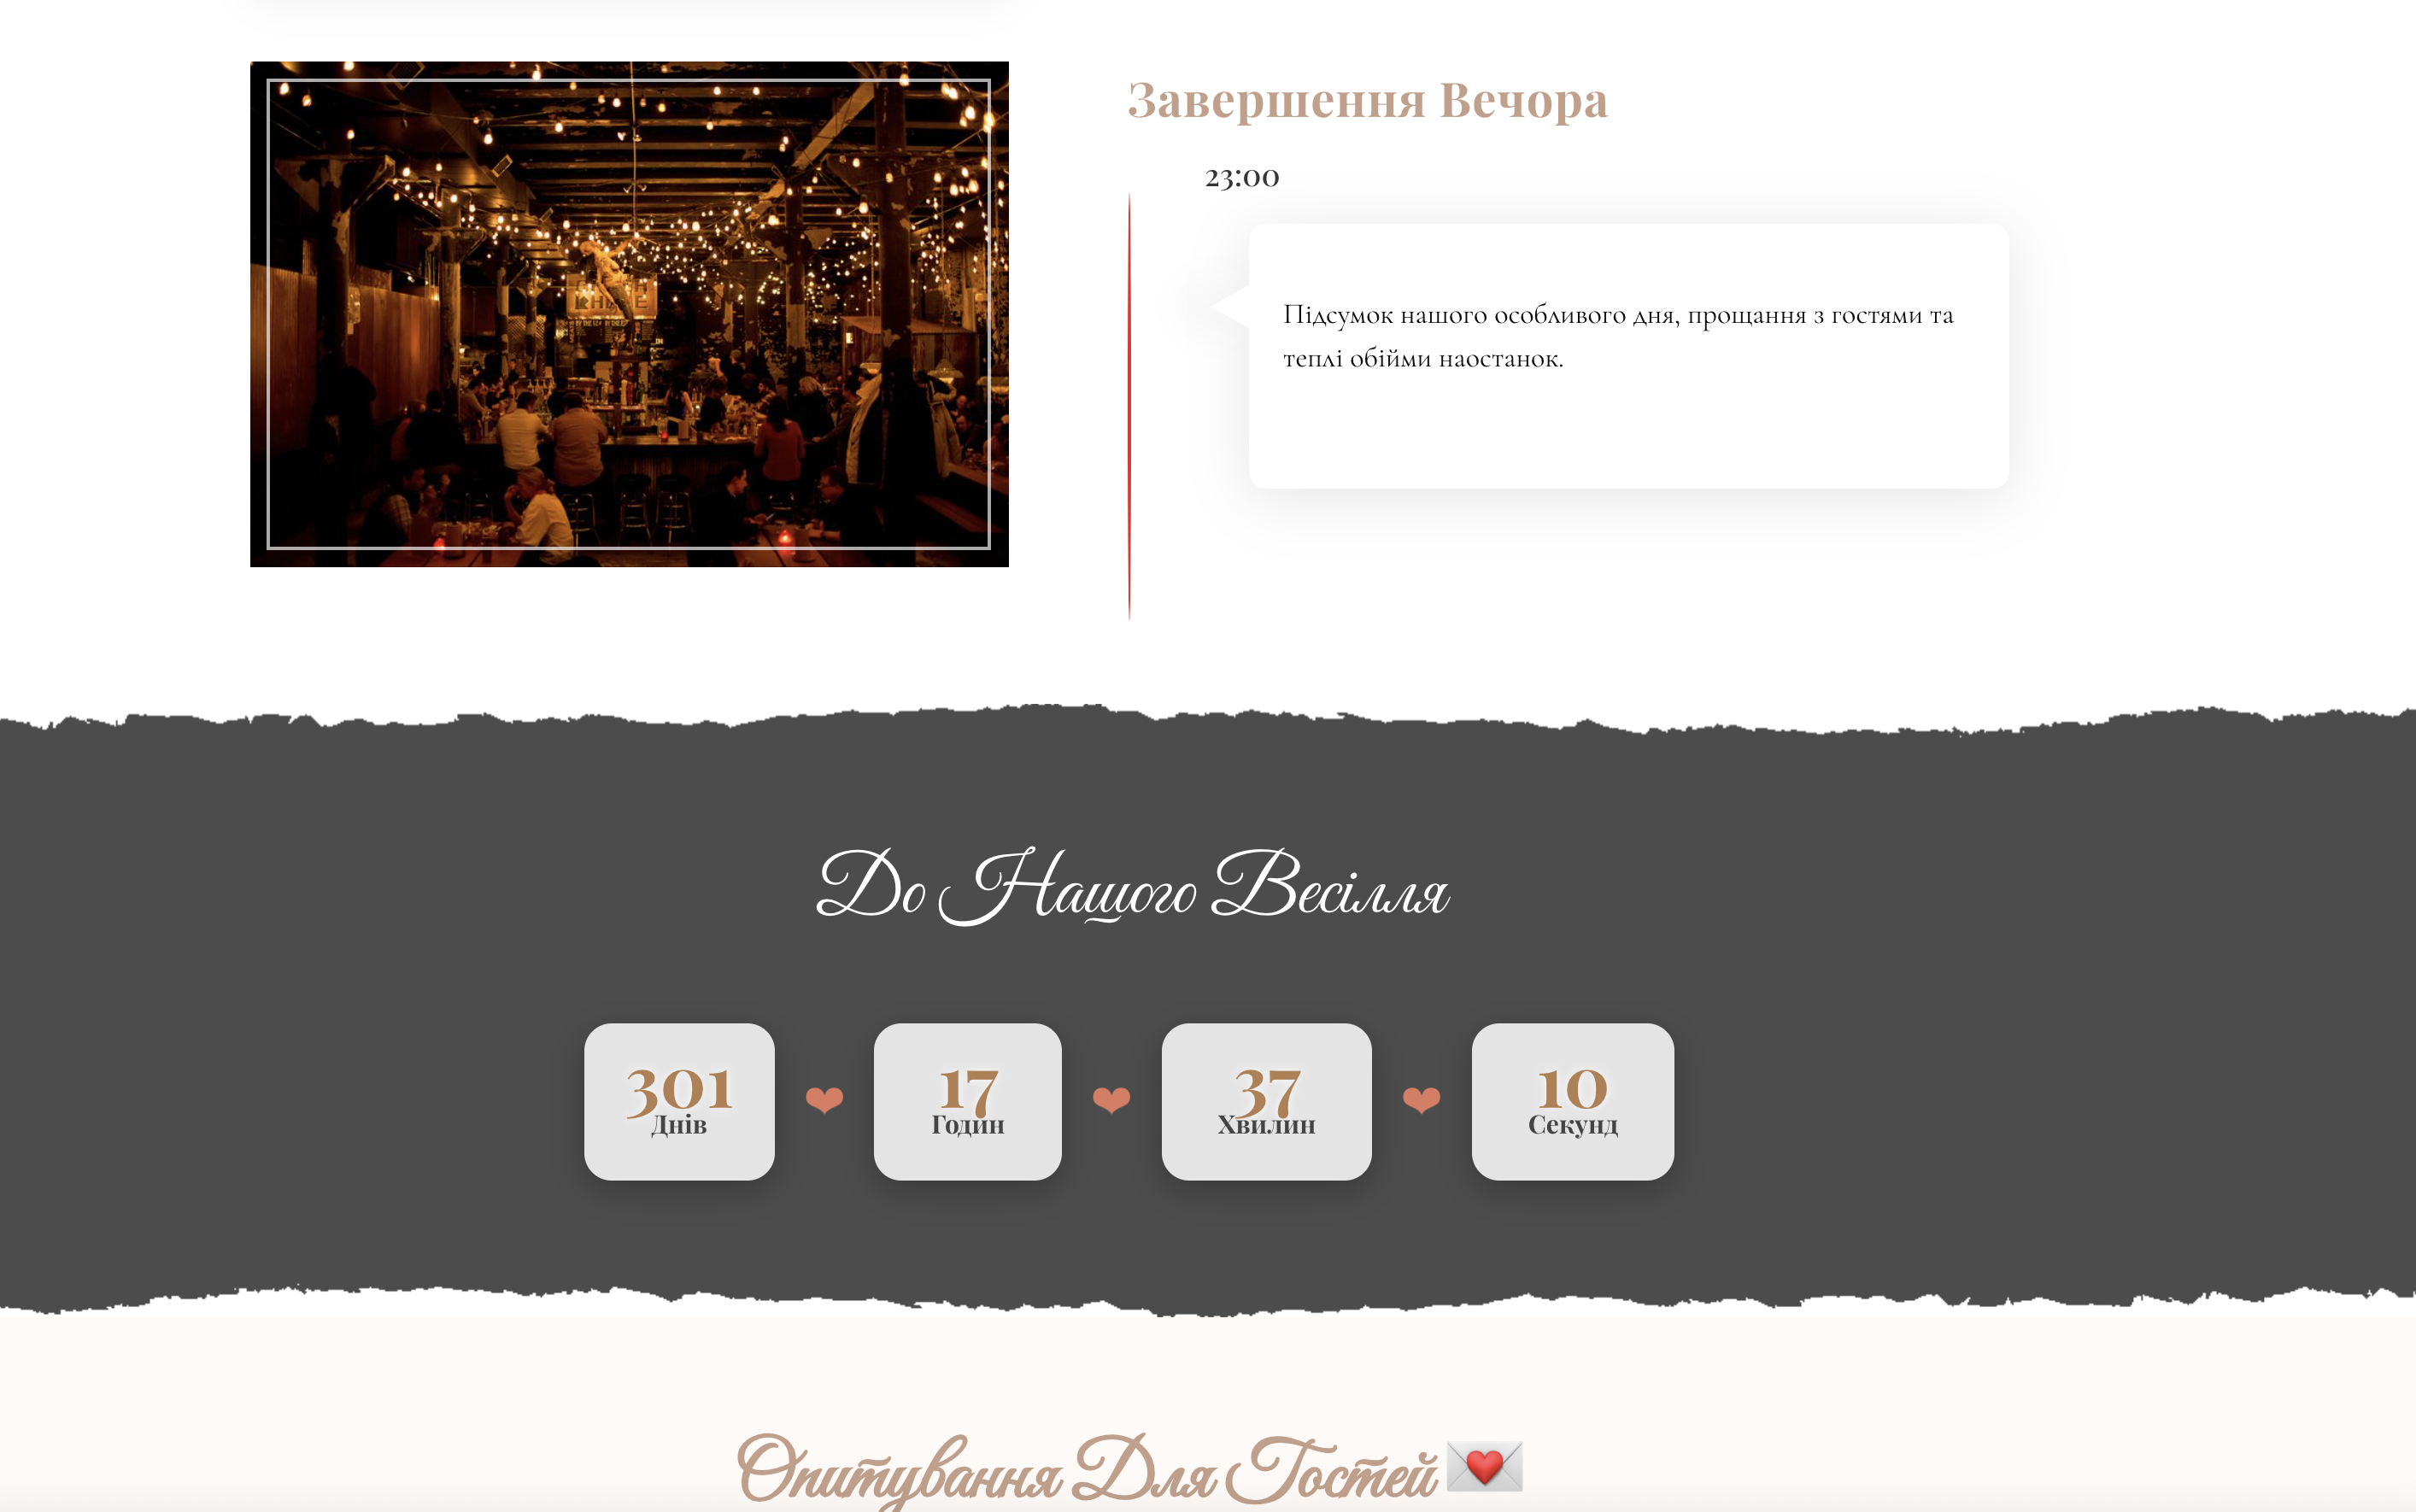 Завершення Вечора
23:00
Підсумок нашого особливого дня, прощання з гостями та
теплі обійми наостанок.
До Нашого Весілля
301 17 37 10
Днів Годин Хвилин Секунд
Опитування Для Гостей